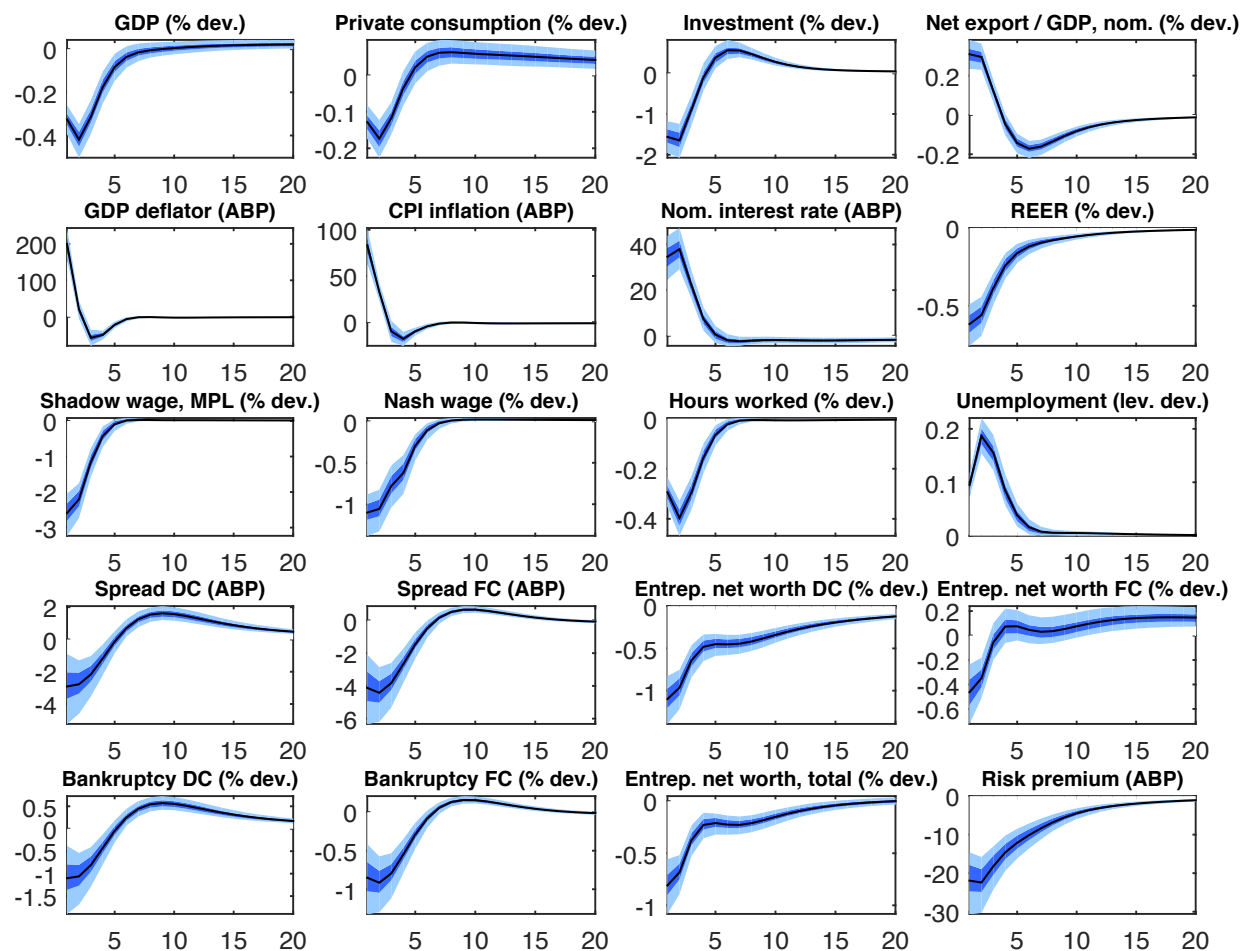 GDP (% dev.) Private consumption (% dev.) Investment (% dev.) Net export / GDP, nom. (% dev.)
0 -0.2 -0.4 0 -0.1 -0.2 0 -1 -2 0.2 0 -0.2
5 10 15 20 5 10 15 20 5 10 15 20 5 10 15 20
GDP deflator (ABP) CPI inflation (ABP) Nom. interest rate (ABP) REER (% dev.)
200 100 0 100 50 0 40 20 0 0 -0.5
5 10 15 20 5 10 15 20 5 10 15 20 5 10 15 20
Shadow wage, MPL (% dev.) Nash wage (% dev.) Hours worked (% dev.) Unemployment (lev. dev.)
0 -1 -2 -3 0 -0.5 -1 0 -0.2 -0.4 0.2 0.1 0
5 10 15 20 5 10 15 20 5 10 15 20 5 10 15 20
Spread DC (ABP) Spread FC (ABP) Entrep. net worth DC (% dev.) Entrep. net worth FC (% dev.)
2 0 -2 -4 0 -2 -4 -6 0 -0.5 -1 0.2 0 -0.2 -0.4 -0.6
5 10 15 20 5 10 15 20 5 10 15 20 5 10 15 20
Bankruptcy DC (% dev.) Bankruptcy FC (% dev.) Entrep. net worth, total (% dev.) Risk premium (ABP)
0.5 0 -0.5 -1 -1.5 0 -0.5 -1 0 -0.5 -1 0 -10 -20 -30
5 10 15 20 5 10 15 20 5 10 15 20 5 10 15 20